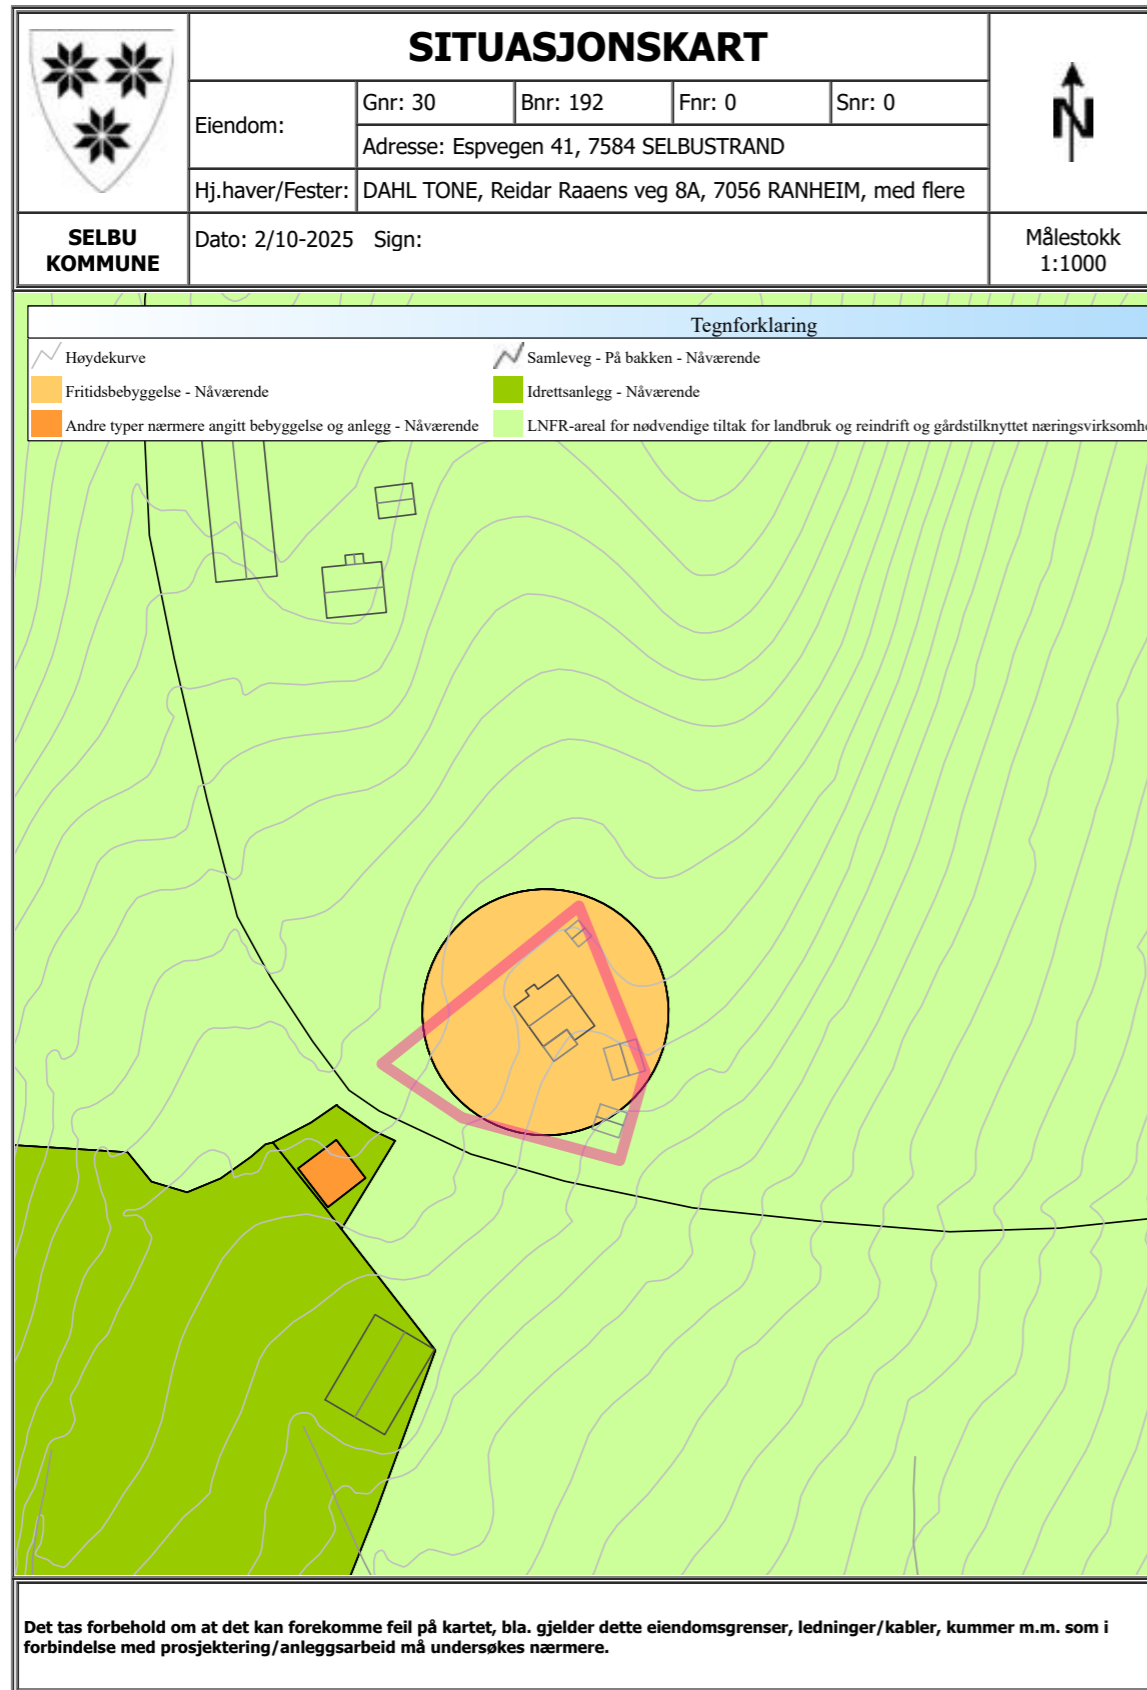 SITUASJONSKART
Eiendom:
Gnr: 30
Bnr: 192
Fnr: 0
Snr: 0
Adresse: Espvegen 41, 7584 SELBUSTRAND
Hj.haver/Fester:
DAHL TONE, Reidar Raaens veg 8A, 7056 RANHEIM, med flere
N
SELBU
KOMMUNE
Dato: 2/10-2025 Sign:
Målestokk
1:1000
Tegnforklaring
Høydekurve
Samleveg - På bakken - Nåværende
Fritidsbebyggelse - Nåværende
Idrettsanlegg - Nåværende
Andre typer nærmere angitt bebyggelse og anlegg - Nåværende
LNFR-areal for nødvendige tiltak for landbruk og reindrift og gårdstilknyttet næringsvirksomhe
Det tas forbehold om at det kan forekomme feil på kartet, bla. gjelder dette eiendomsgrenser, ledninger/kabler, kummer m.m. som i
forbindelse med prosjektering/anleggsarbeid må undersøkes nærmere.